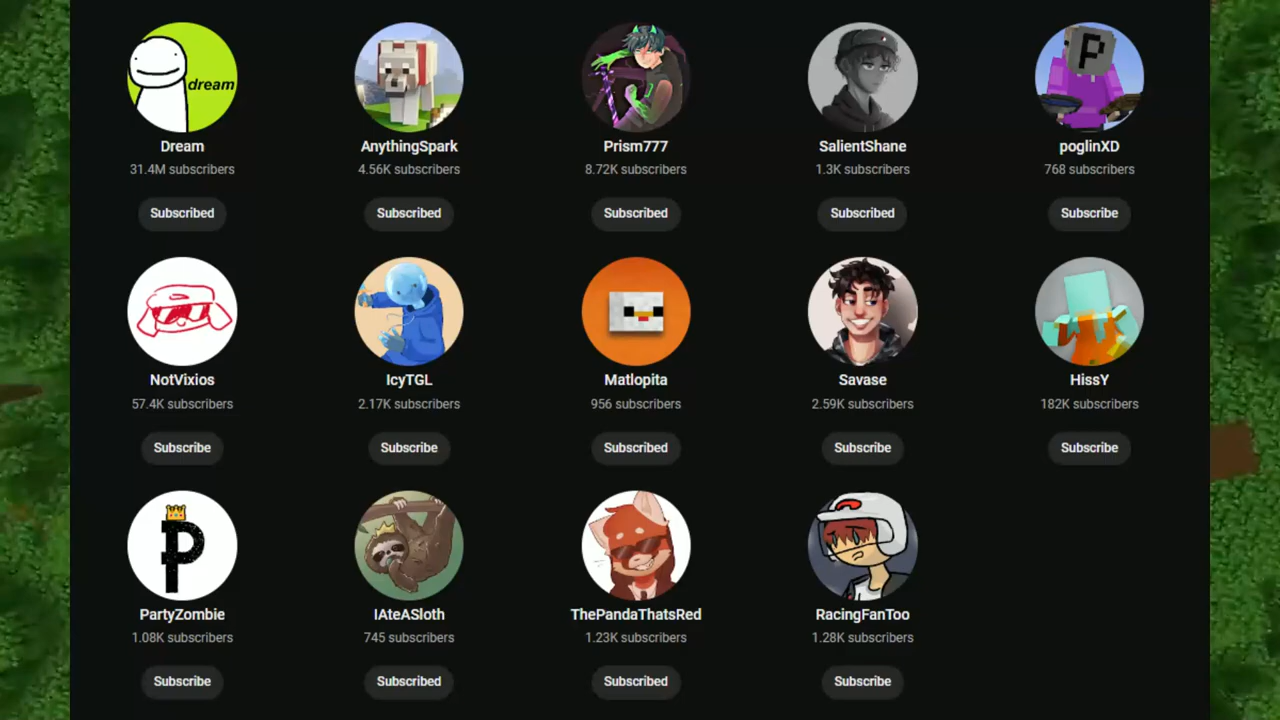 dream
Dream
31.4M subscribers
Subscribed
AnythingSpark
4.56K subscribers
Subscribed
Prism777
8.72K subscribers
Subscribed
SalientShane
1.3K subscribers
Subscribed
P
poglinXD
768 subscribers
Subscribe
NotVixios
57.4K subscribers
Subscribe
IcyTGL
2.17K subscribers
Subscribe
Matlopita
956 subscribers
Subscribed
Savase
2.59K subscribers
Subscribe
HissY
182K subscribers
Subscribe
P
PartyZombie
1.08K subscribers
Subscribe
IAteASloth
745 subscribers
Subscribed
ThePandaThatsRed
1.23K subscribers
Subscribed
RacingFanToo
1.28K subscribers
Subscribe